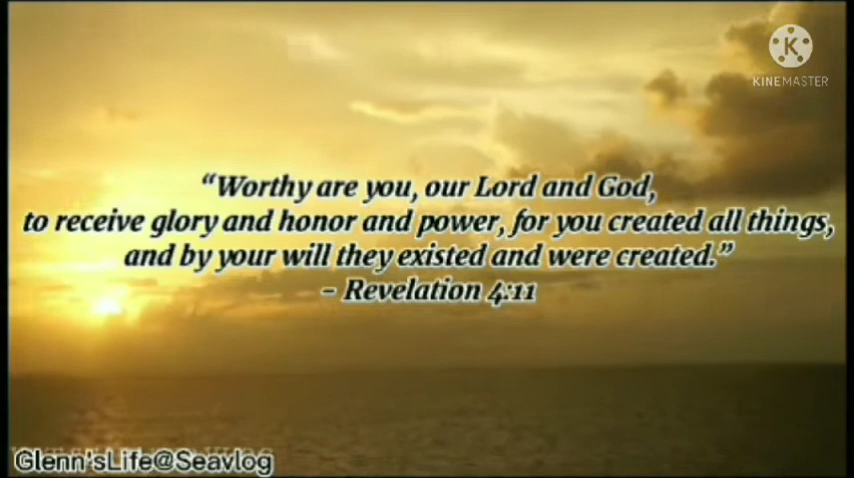 KINEMASTER
“Worthy are you, our Lord and God,
to receive glory and honor and power, for you created all things,
and by your will they existed and were created.”
- Revelation 4:11
Glenn'sLife@Seavlog